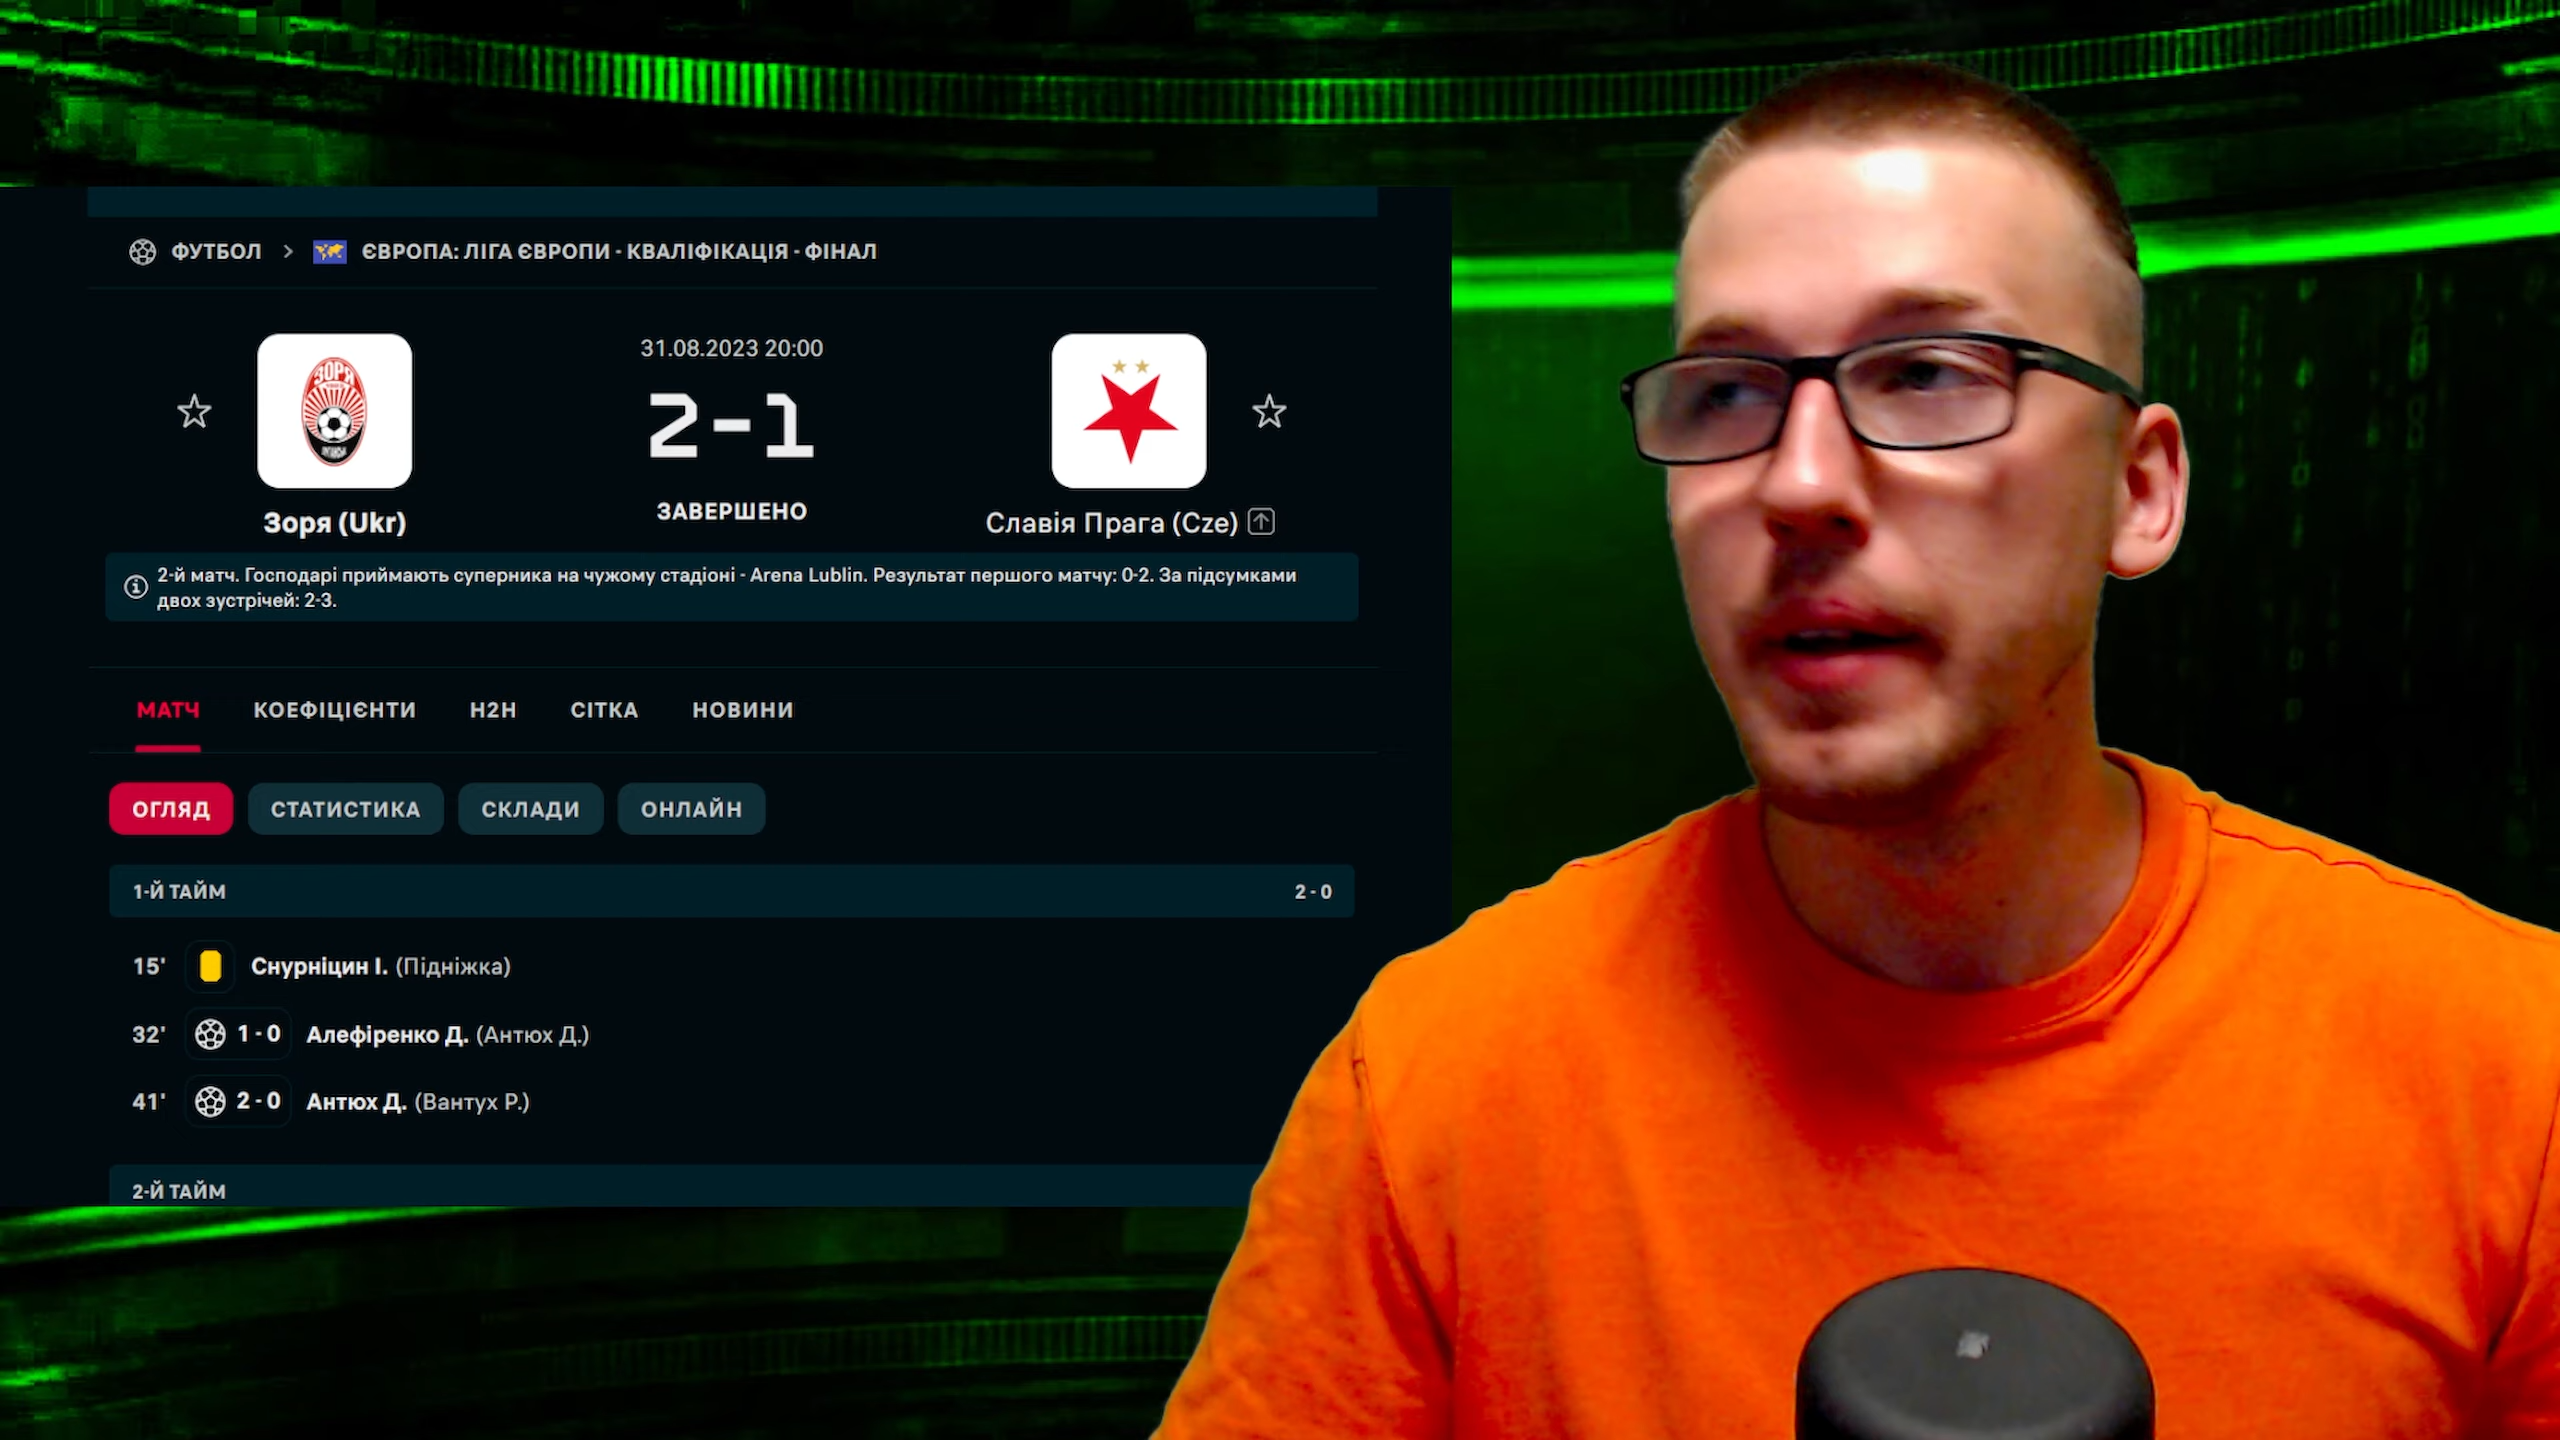 ФУТБОЛ > ЄВРОПА: ЛІГА ЄВРОПИ - КВАЛІФІКАЦІЯ - ФІНАЛ
31.08.2023 20:00
ЗОРЯ
2-1
ЗАВЕРШЕНО
Зоря (Ukr)
Славія Прага (Cze)
2-й матч. Господарі приймають суперника на чужому стадіоні - Arena Lublin. Результат першого матчу: 0-2. За підсумками
двох зустрічей: 2-3.
МАТЧ КОЕФІЦІЄНТИ H2H СІТКА НОВИНИ
ОГЛЯД СТАТИСТИКА СКЛАДИ ОНЛАЙН
1-Й ТАЙМ 2 - 0
15' Снурніцин І. (Підніжка)
32' 1 - 0 Алефіренко Д. (Антюх Д.)
41' 2 - 0 Антюх Д. (Вантух Р.)
2-Й ТАЙМ